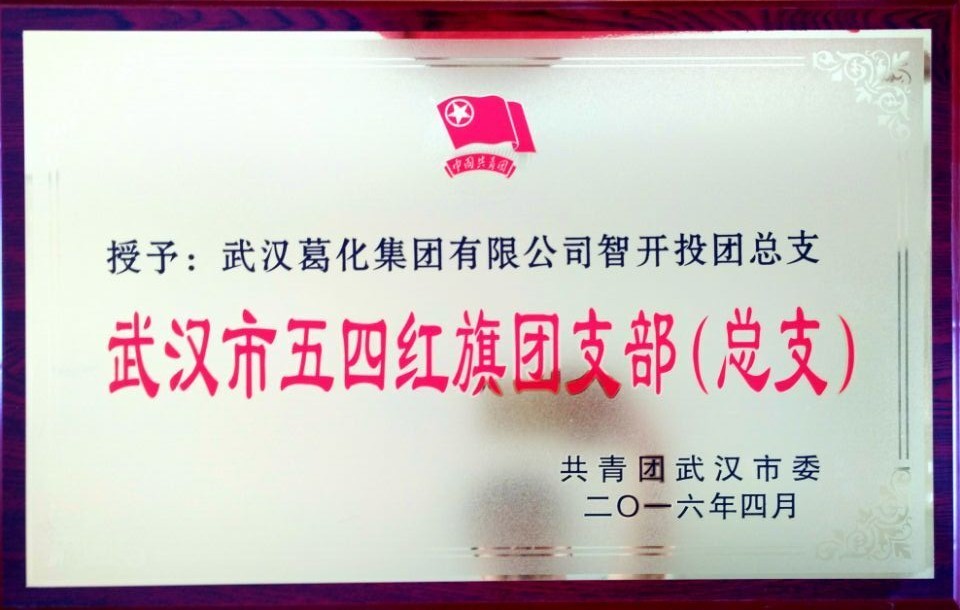 中国共青团
授予：武汉葛化集团有限公司智开投团总支
武汉市五四红旗团支部（总支）
共青团武汉市委
二〇一六年四月